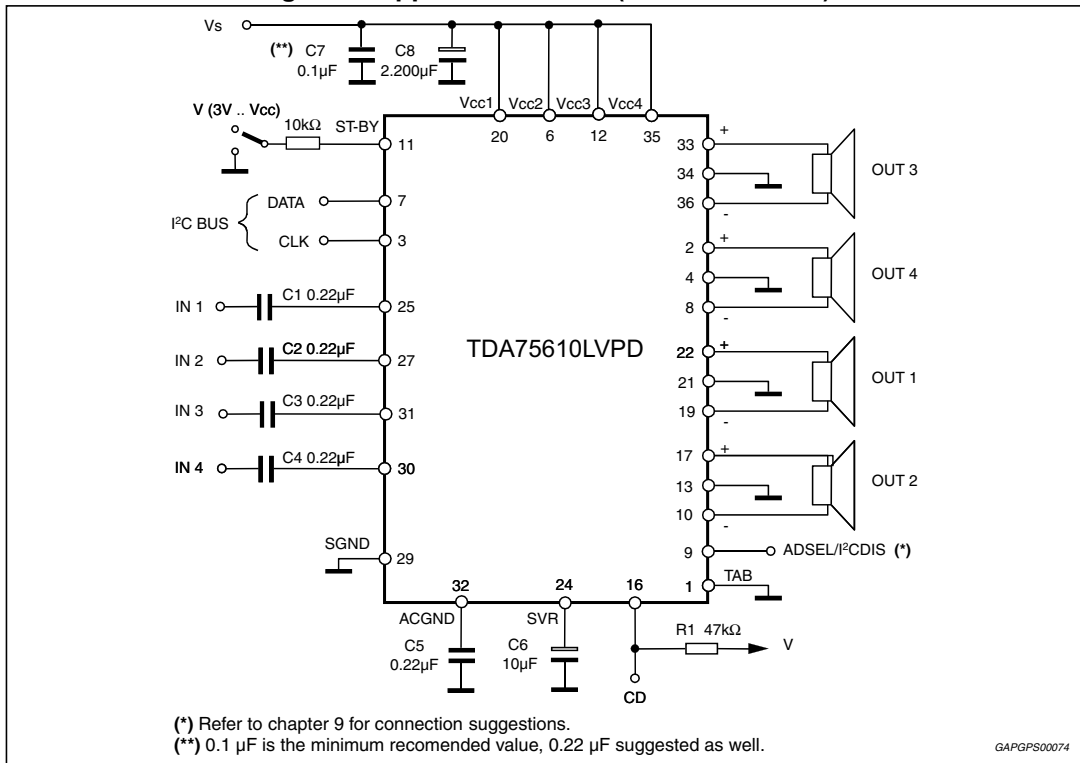 Vs
(**) C7
0.1µF
C8
2.200µF
Vcc1
Vcc2
Vcc3
Vcc4
20
6
12
35
V (3V .. Vcc)
10kΩ
ST-BY
11
I²C BUS
DATA
7
CLK
3
IN 1
C1 0.22µF
25
IN 2
C2 0.22µF
27
IN 3
C3 0.22µF
31
IN 4
C4 0.22µF
30
SGND
29
TDA75610LVPD
33
+
34
36
-
OUT 3
2
+
4
8
-
OUT 4
22
+
21
19
-
OUT 1
17
+
13
10
-
OUT 2
9
ADSEL/I²CDIS (*)
1
TAB
32
24
16
ACGND
SVR
C5
0.22µF
C6
10µF
R1 47kΩ
V
CD
(*) Refer to chapter 9 for connection suggestions.
(**) 0.1 µF is the minimum recomended value, 0.22 µF suggested as well.
GAPGPS00074